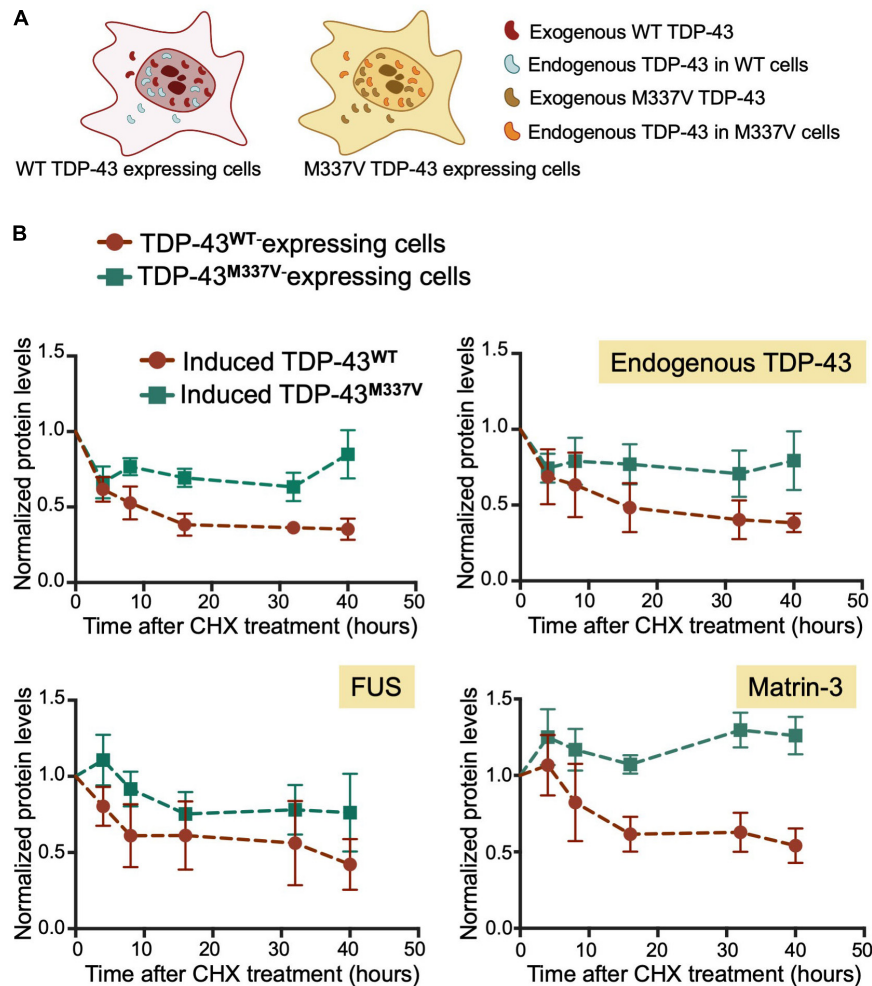 A
Exogenous WT TDP-43
Endogenous TDP-43 in WT cells
Exogenous M337V TDP-43
Endogenous TDP-43 in M337V cells
WT TDP-43 expressing cells
M337V TDP-43 expressing cells
B
TDP-43WT-expressing cells
TDP-43M337V-expressing cells
Induced TDP-43WT
Induced TDP-43M337V
Normalized protein levels
1.5
1.0
0.5
0.0
0 10 20 30 40 50
Time after CHX treatment (hours)
Endogenous TDP-43
Normalized protein levels
1.5
1.0
0.5
0.0
0 10 20 30 40 50
Time after CHX treatment (hours)
FUS
Normalized protein levels
1.5
1.0
0.5
0.0
0 10 20 30 40 50
Time after CHX treatment (hours)
Matrin-3
Normalized protein levels
1.5
1.0
0.5
0.0
0 10 20 30 40 50
Time after CHX treatment (hours)